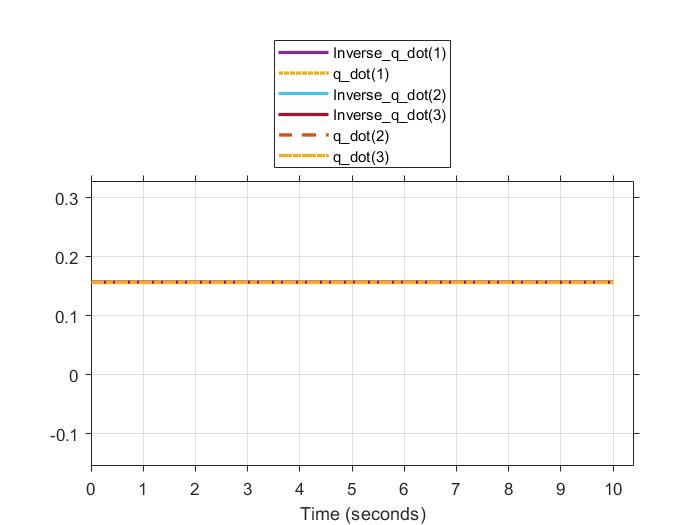 Inverse_q_dot(1)
q_dot(1)
Inverse_q_dot(2)
Inverse_q_dot(3)
q_dot(2)
q_dot(3)
0.3
0.2
0.1
0
-0.1
0 1 2 3 4 5 6 7 8 9 10
Time (seconds)